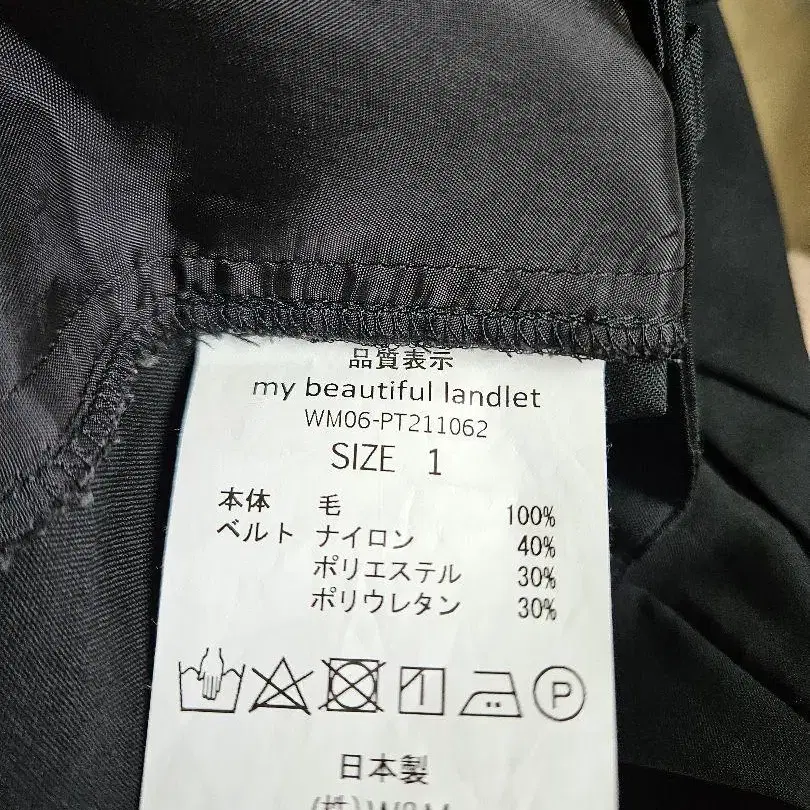 品質表示
my beautiful landlet
WM06-PT211062
SIZE 1
本体 毛 100%
ベルト ナイロン 40%
ポリエステル 30%
ポリウレタン 30%
P
日本製